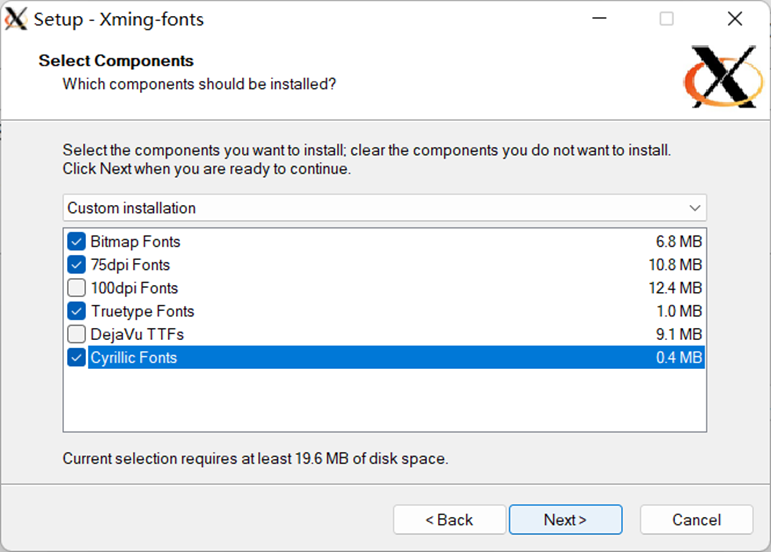 Setup - Xming-fonts
Select Components
Which components should be installed?
Select the components you want to install; clear the components you do not want to install.
Click Next when you are ready to continue.
Custom installation
Bitmap Fonts 6.8 MB
75dpi Fonts 10.8 MB
100dpi Fonts 12.4 MB
Truetype Fonts 1.0 MB
DejaVu TTFs 9.1 MB
Cyrillic Fonts 0.4 MB
Current selection requires at least 19.6 MB of disk space.
< Back Next > Cancel